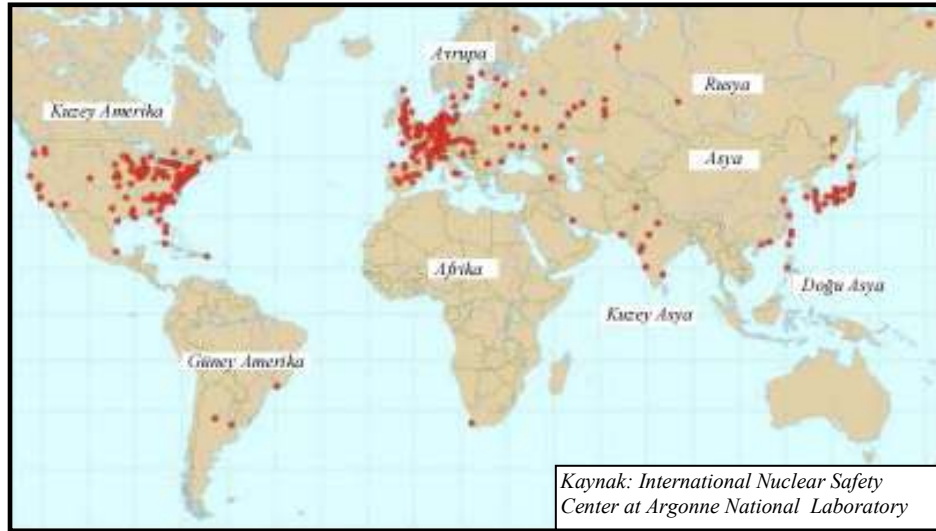 Avrupa
Rusya
Kuzey Amerika
Asya
Afrika
Doğu Asya
Kuzey Asya
Güney Amerika
Kaynak: International Nuclear Safety
Center at Argonne National Laboratory